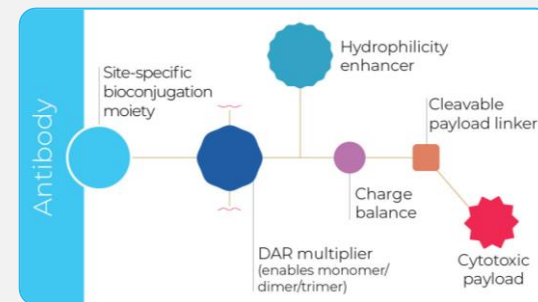 Antibody
Site-specific
bioconjugation
moiety
Hydrophilicity
enhancer
Cleavable
payload linker
Charge
balance
DAR multiplier
(enables monomer/
dimer/trimer)
Cytotoxic
payload